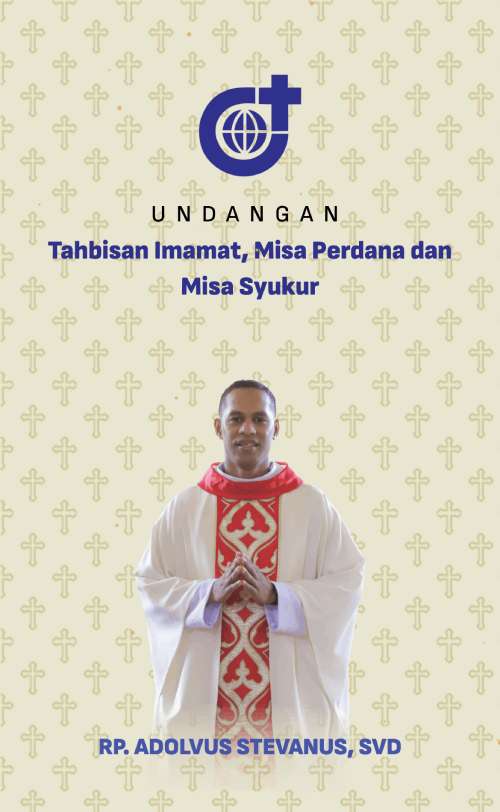 UNDANGAN
Tahbisan Imamat, Misa Perdana dan
Misa Syukur
RP. ADOLVUS STEVANUS, SVD